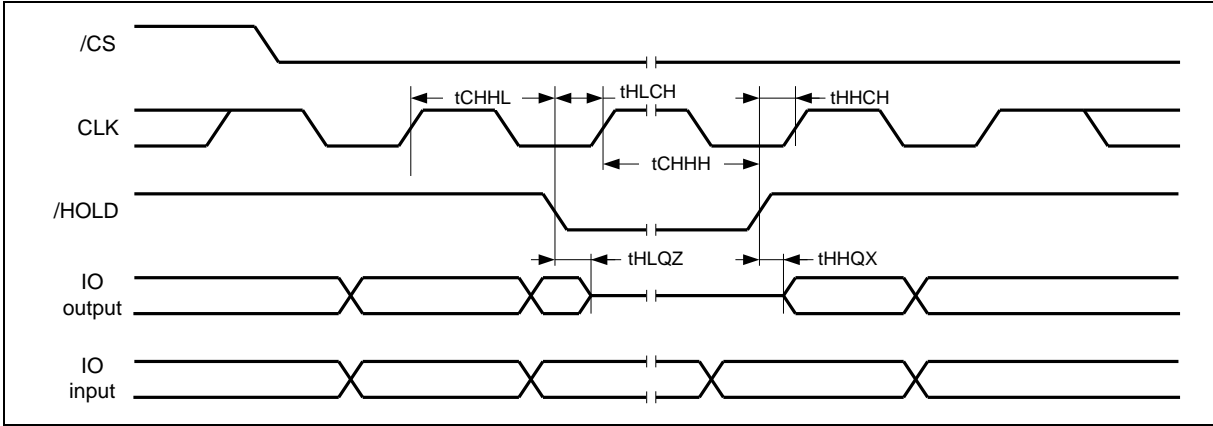 /CS
tCHHL
tHLCH
tHHCH
CLK
tCHHH
/HOLD
tHLQZ
tHHQX
IO
output
IO
input